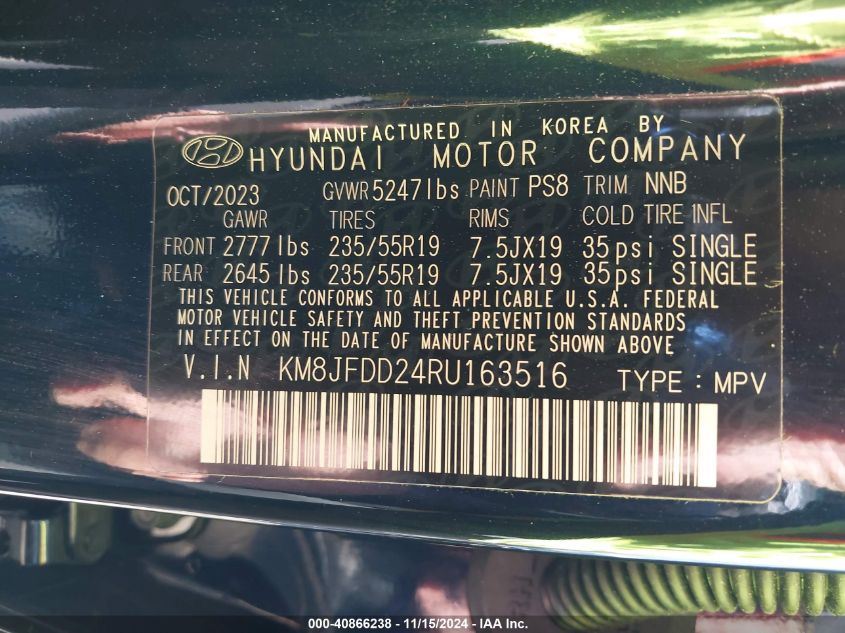 MANUFACTURED IN KOREA BY
HYUNDAI MOTOR COMPANY
OCT/2023 GVWR 5247lbs PAINT PS8 TRIM NNB
GAWR TIRES RIMS COLD TIRE INFL
FRONT 2777lbs 235/55R19 7.5JX19 35psi SINGLE
REAR 2645lbs 235/55R19 7.5JX19 35psi SINGLE
THIS VEHICLE CONFORMS TO ALL APPLICABLE U.S.A. FEDERAL
MOTOR VEHICLE SAFETY AND THEFT PREVENTION STANDARDS
IN EFFECT ON THE DATE OF MANUFACTURE SHOWN ABOVE.
V.I.N KM8JFDD24RU163516 TYPE : MPV
000-40866238 - 11/15/2024 - IAA Inc.